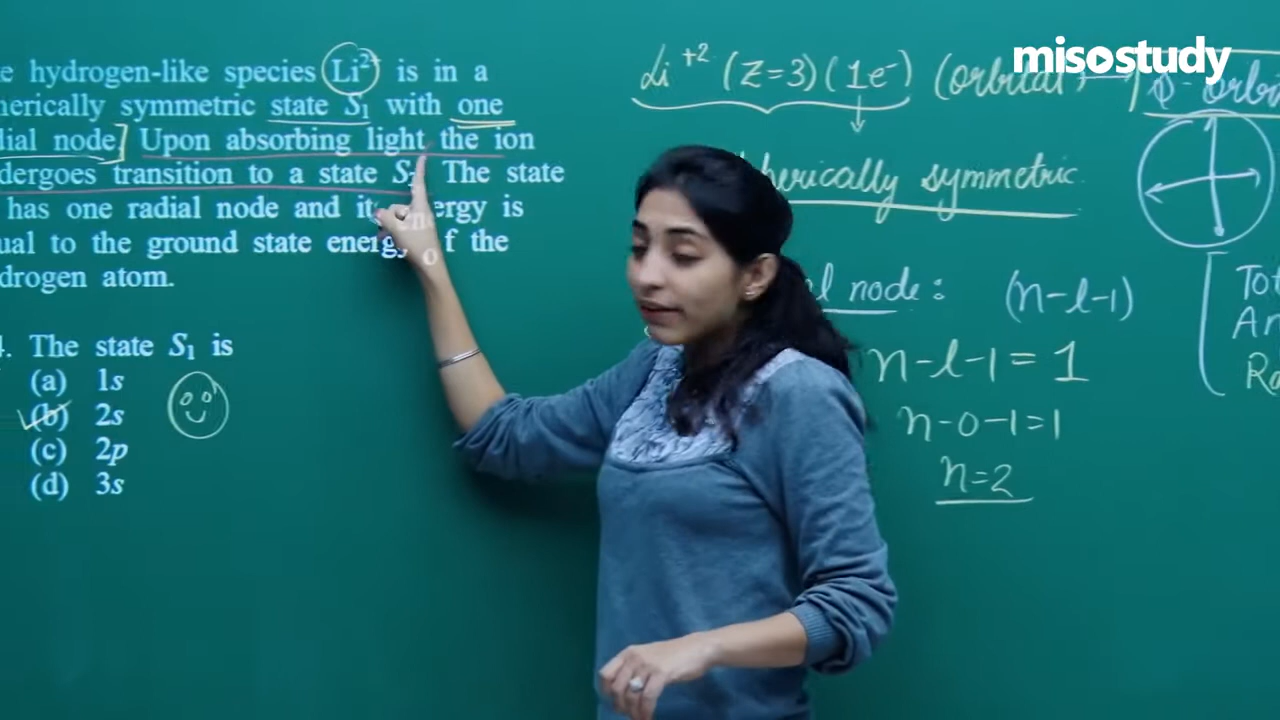 e hydrogen-like species Li²⁺ is in a
herically symmetric state S₁ with one
dial node] Upon absorbing light the ion
dergoes transition to a state S₂. The state
has one radial node and its energy is
ual to the ground state energy of the
drogen atom.
4. The state S₁ is
(a) 1s
(b) 2s
(c) 2p
(d) 3s
misostudy
Li⁺² (Z=3) (1e⁻) (orbital) → S-orbi
herically symmetric
l node: (n-l-1)
n-l-1=1
n-0-1=1
n=2
Tot
An
Ra